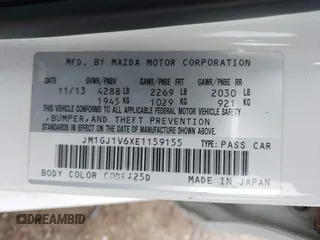 MFD. BY MAZDA MOTOR CORPORATION
GVWR/PNBV GAWR/PNBE FRT GAWR/PNBE RR
11/13 4288 LB 2269 LB 2030 LB
1945 KG 1029 KG 921 KG
THIS VEHICLE CONFORMS TO ALL APPLICABLE FEDERAL MOTOR VEHICLE SAFETY
, BUMPER, AND THEFT PREVENTION
STANDARDS IN EFFECT ON THE DATE OF MANUFACTURE SHOWN ABOVE.
JM1GJ1V6XE1159155 TYPE: PASS CAR
BODY COLOR CODE/25D MADE IN JAPAN
© DAMAGED.ORG